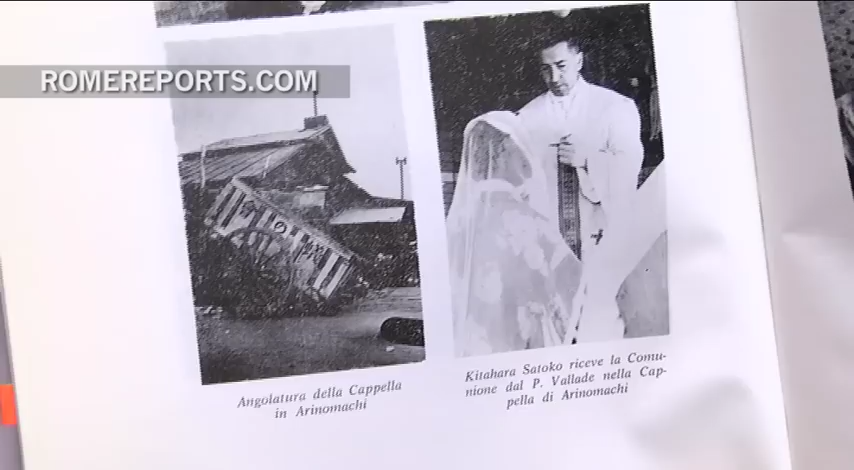 ROMEREPORTS.COM
Angolatura della Cappella
in Arinomachi
Kitahara Satoko riceve la Comu-
nione dal P. Vallade nella Cap-
pella di Arinomachi